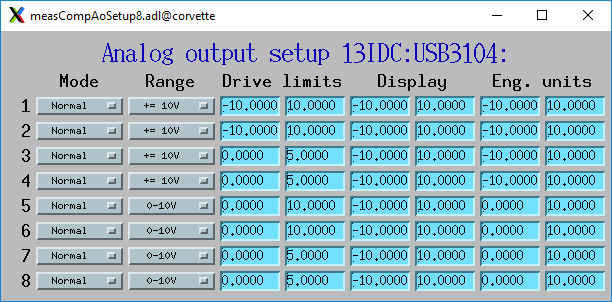 measCompAoSetup8.adl@corvette
Analog output setup 13IDC:USB3104:
Mode Range Drive limits Display Eng. units
1 Normal += 10V -10.0000 10.0000 -10.0000 10.0000 -10.0000 10.0000
2 Normal += 10V -10.0000 10.0000 -10.0000 10.0000 -10.0000 10.0000
3 Normal += 10V 0.0000 5.0000 -10.0000 10.0000 -10.0000 10.0000
4 Normal += 10V 0.0000 5.0000 -10.0000 10.0000 -10.0000 10.0000
5 Normal 0-10V 0.0000 10.0000 -10.0000 10.0000 0.0000 10.0000
6 Normal 0-10V 0.0000 10.0000 -10.0000 10.0000 0.0000 10.0000
7 Normal 0-10V 0.0000 5.0000 -10.0000 10.0000 0.0000 10.0000
8 Normal 0-10V 0.0000 5.0000 -10.0000 10.0000 0.0000 10.0000